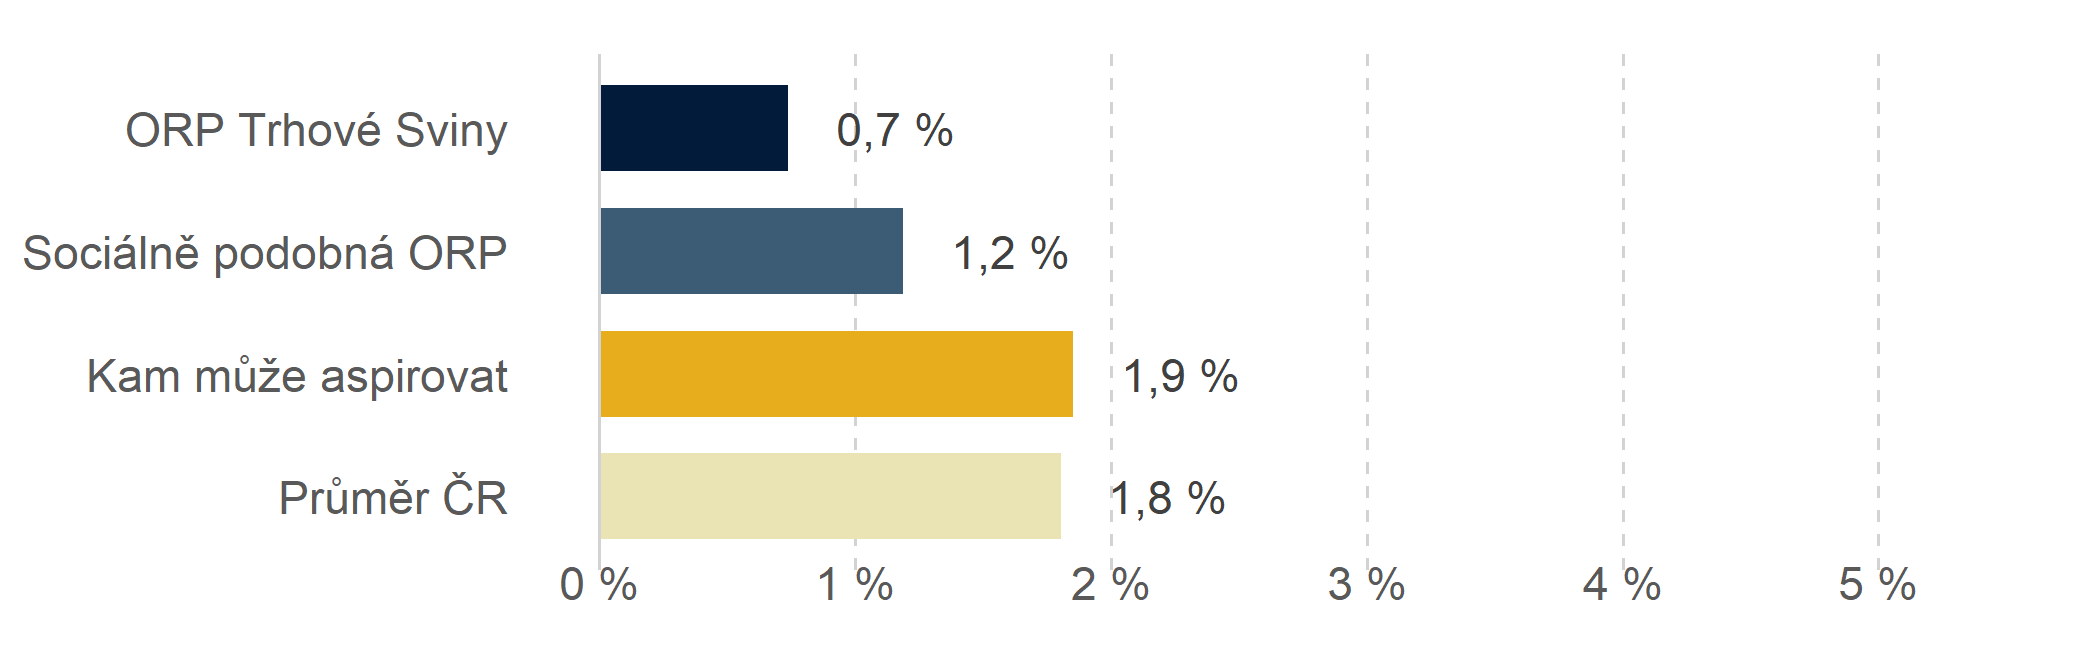 ORP Trhové Sviny
0,7 %
Sociálně podobná ORP
1,2 %
Kam může aspirovat
1,9 %
Průměr ČR
1,8 %
0 % 1 % 2 % 3 % 4 % 5 %